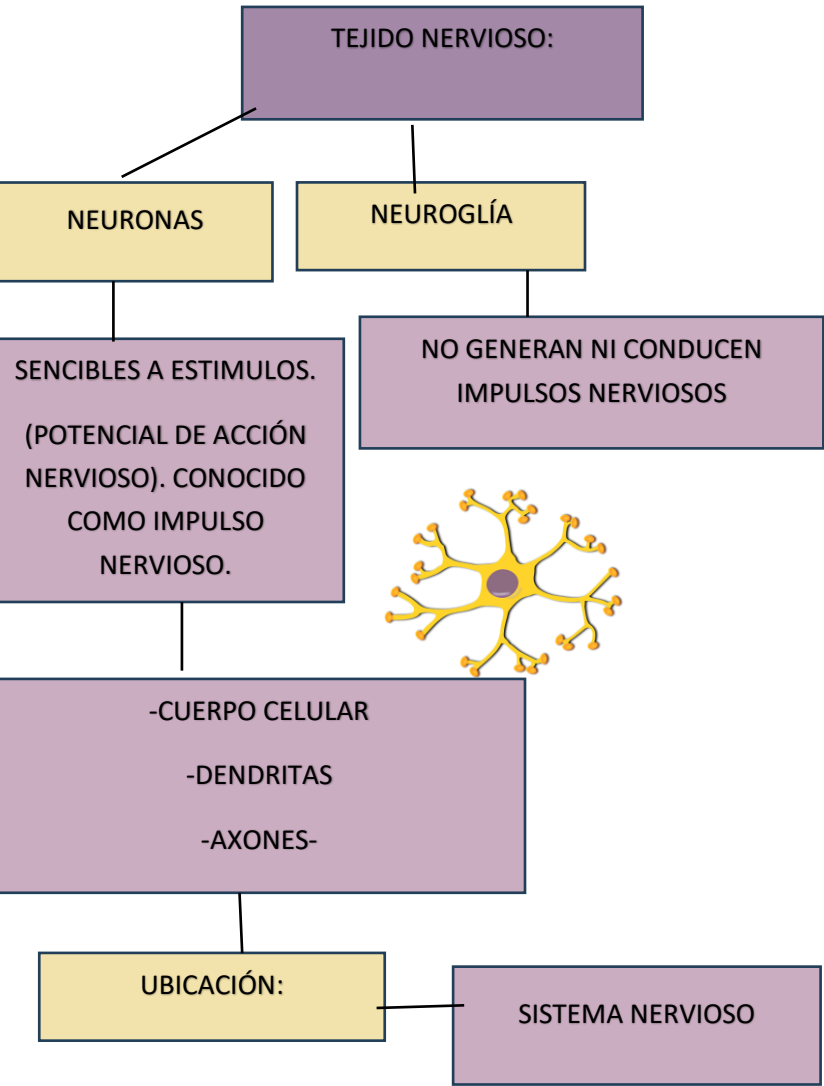 TEJIDO NERVIOSO:
NEURONAS
NEUROGLÍA
SENCIBLES A ESTIMULOS.
(POTENCIAL DE ACCIÓN
NERVIOSO). CONOCIDO
COMO IMPULSO
NERVIOSO.
NO GENERAN NI CONDUCEN
IMPULSOS NERVIOSOS
-CUERPO CELULAR
-DENDRITAS
-AXONES-
UBICACIÓN:
SISTEMA NERVIOSO